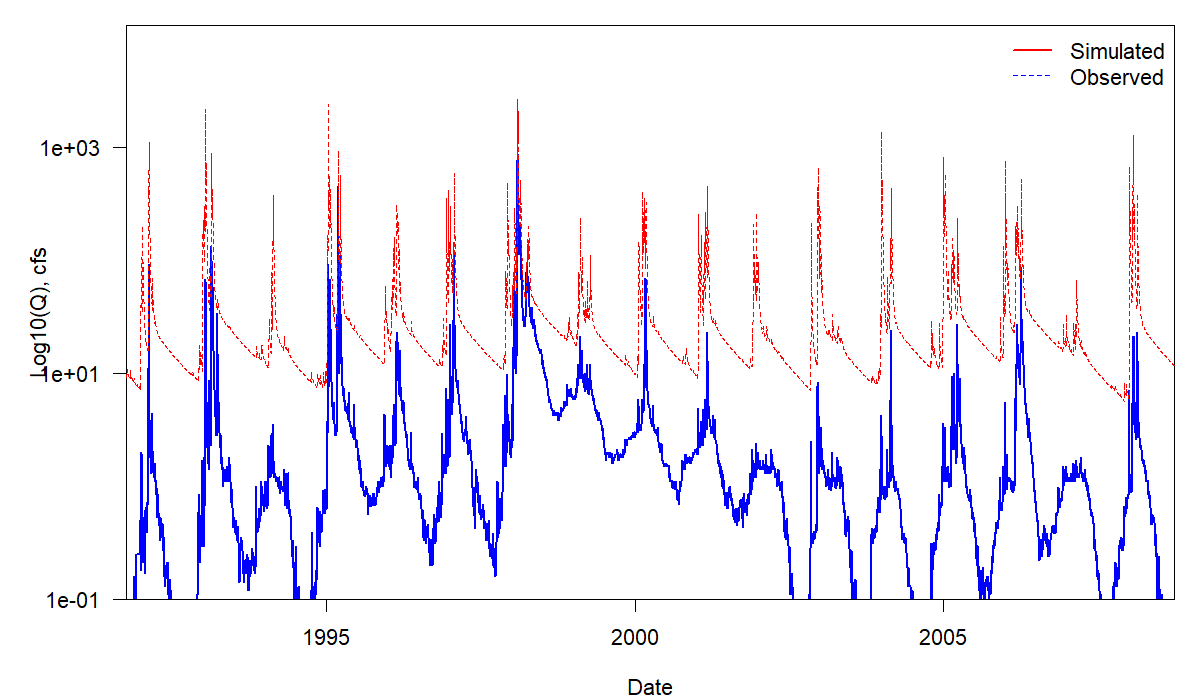 Simulated
Observed
Log10(Q), cfs
1e+03
1e+01
1e-01
1995
2000
2005
Date